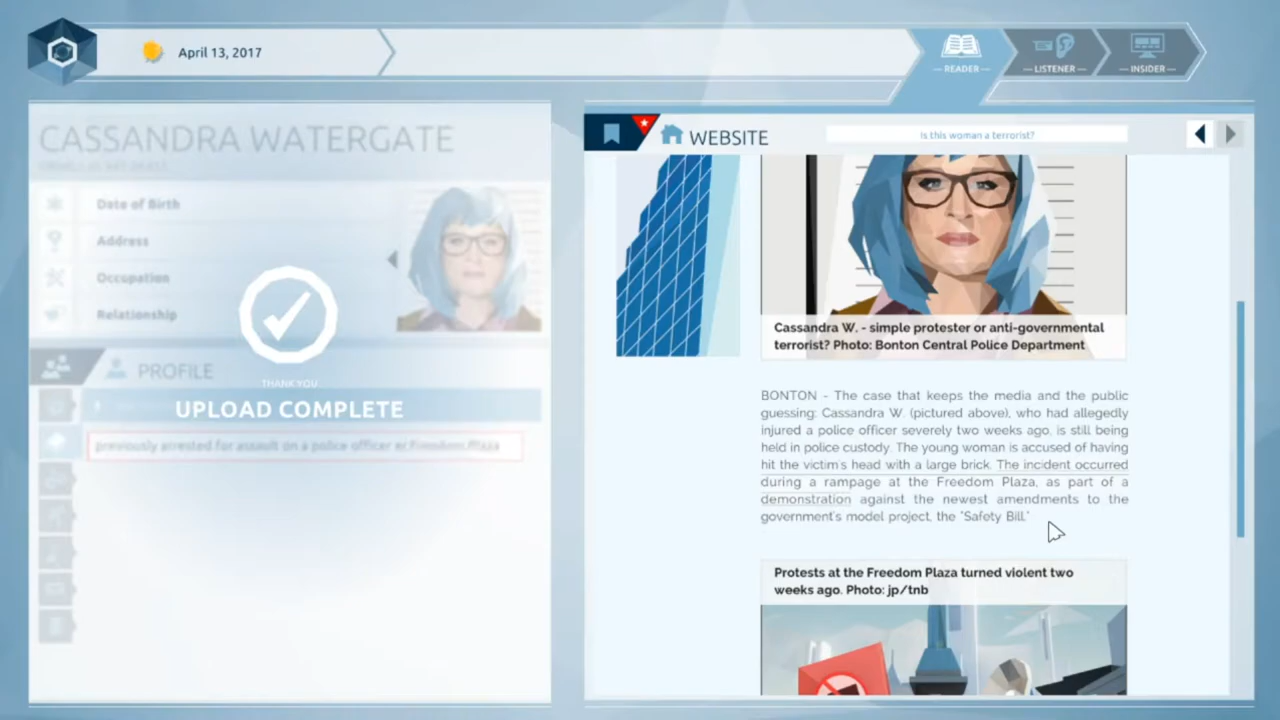 April 13, 2017
READER
LISTENER
INSIDER
CASSANDRA WATERGATE
Date of Birth
Address
Occupation
Relationship
PROFILE
THANK YOU
UPLOAD COMPLETE
previously arrested for assault on a police officer
WEBSITE
Is this woman a terrorist?
Cassandra W. - simple protester or anti-governmental
terrorist? Photo: Bonton Central Police Department
BONTON - The case that keeps the media and the public
guessing: Cassandra W. (pictured above), who had allegedly
injured a police officer severely two weeks ago, is still being
held in police custody. The young woman is accused of having
hit the victim's head with a large brick. The incident occurred
during a rampage at the Freedom Plaza, as part of a
demonstration against the newest amendments to the
government's model project, the "Safety Bill."
Protests at the Freedom Plaza turned violent two
weeks ago. Photo: jp/tnb